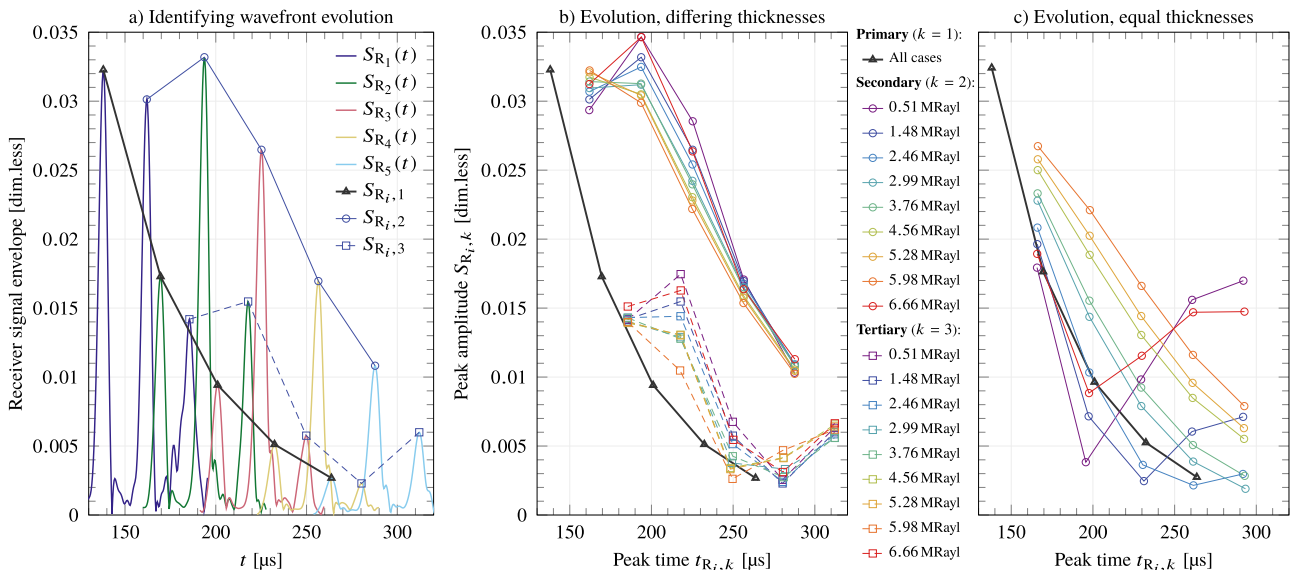 a) Identifying wavefront evolution
Receiver signal envelope [dim.less]
0.035
0.03
0.025
0.02
0.015
0.01
0.005
0
150
200
250
300
t [µs]
S_R₁(t)
S_R₂(t)
S_R₃(t)
S_R₄(t)
S_R₅(t)
S_Rᵢ,1
S_Rᵢ,2
S_Rᵢ,3
b) Evolution, differing thicknesses
Peak amplitude S_Rᵢ,k [dim.less]
0.035
0.03
0.025
0.02
0.015
0.01
0.005
0
150
200
250
300
Peak time t_Rᵢ,k [µs]
Primary (k = 1):
All cases
Secondary (k = 2):
0.51 MRayl
1.48 MRayl
2.46 MRayl
2.99 MRayl
3.76 MRayl
4.56 MRayl
5.28 MRayl
5.98 MRayl
6.66 MRayl
Tertiary (k = 3):
0.51 MRayl
1.48 MRayl
2.46 MRayl
2.99 MRayl
3.76 MRayl
4.56 MRayl
5.28 MRayl
5.98 MRayl
6.66 MRayl
c) Evolution, equal thicknesses
150
200
250
300
Peak time t_Rᵢ,k [µs]